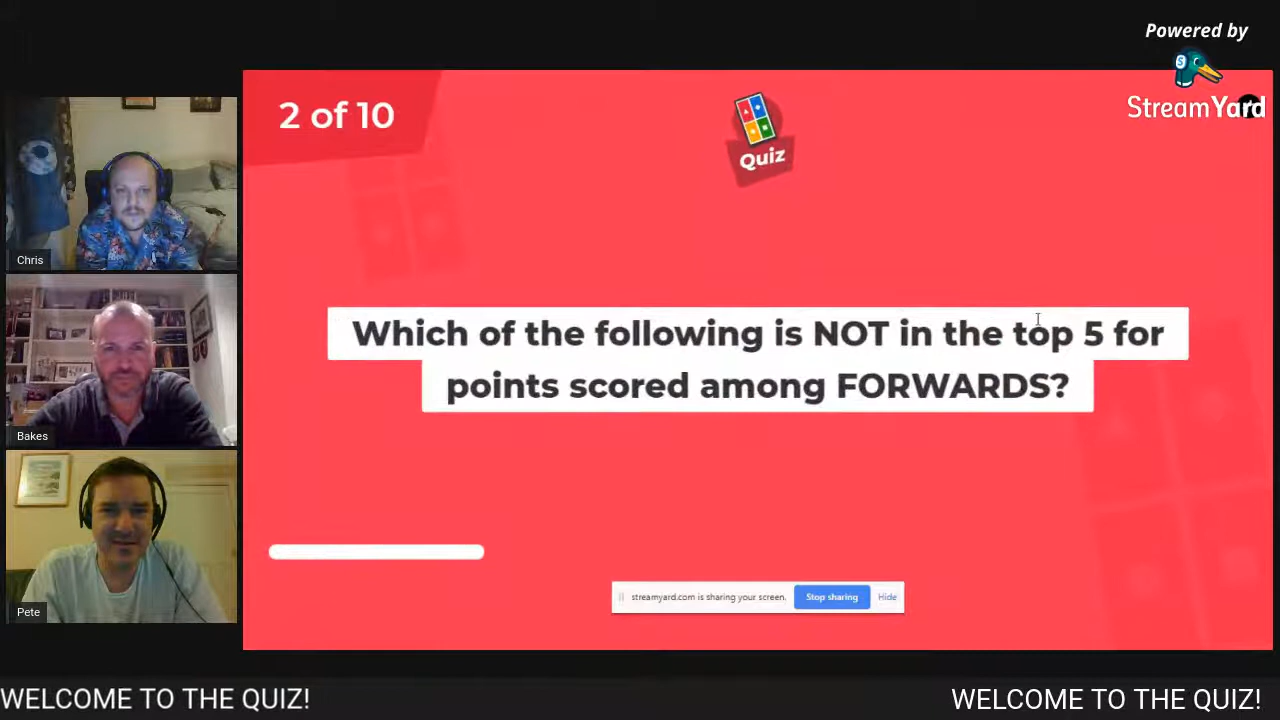 Powered by
StreamYard
2 of 10
Quiz
Chris
Which of the following is NOT in the top 5 for
points scored among FORWARDS?
Bakes
streamyard.com is sharing your screen.
Stop sharing
Hide
Pete
WELCOME TO THE QUIZ!
WELCOME TO THE QUIZ!